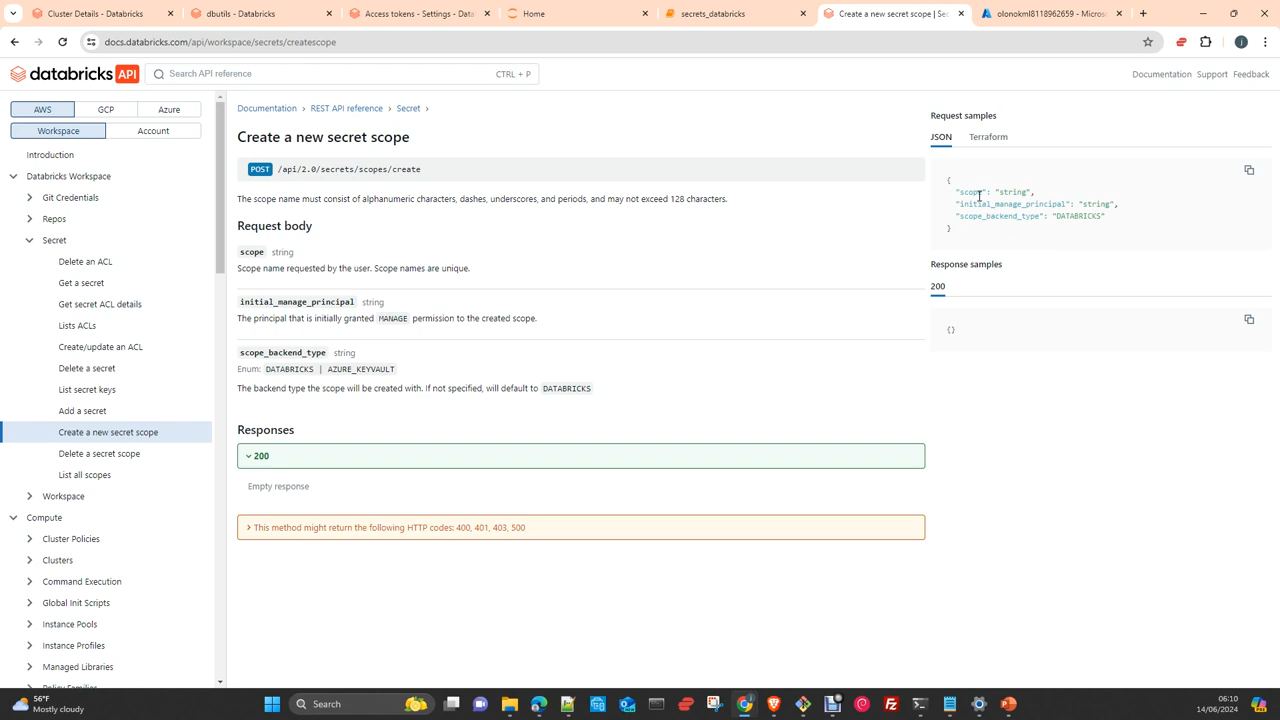 Cluster Details - Databricks
dbutils - Databricks
Access tokens - Settings - Data
Home
secrets_databricks
Create a new secret scope | Sec
olonokml8118962659 - Micros
docs.databricks.com/api/workspace/secrets/createscope
databricks API
Search API reference
CTRL + P
Documentation Support Feedback
AWS GCP Azure
Workspace Account
Introduction
Databricks Workspace
Git Credentials
Repos
Secret
Delete an ACL
Get a secret
Get secret ACL details
Lists ACLs
Create/update an ACL
Delete a secret
List secret keys
Add a secret
Create a new secret scope
Delete a secret scope
List all scopes
Workspace
Compute
Cluster Policies
Clusters
Command Execution
Global Init Scripts
Instance Pools
Instance Profiles
Managed Libraries
Documentation > REST API reference > Secret >
Create a new secret scope
POST /api/2.0/secrets/scopes/create
The scope name must consist of alphanumeric characters, dashes, underscores, and periods, and may not exceed 128 characters.
Request body
scope string
Scope name requested by the user. Scope names are unique.
initial_manage_principal string
The principal that is initially granted MANAGE permission to the created scope.
scope_backend_type string
Enum: DATABRICKS | AZURE_KEYVAULT
The backend type the scope will be created with. If not specified, will default to DATABRICKS
Responses
200
Empty response
This method might return the following HTTP codes: 400, 401, 403, 500
Request samples
JSON Terraform
{
"scope": "string",
"initial_manage_principal": "string",
"scope_backend_type": "DATABRICKS"
}
Response samples
200
{}
56°F
Mostly cloudy
Search
06:10
14/06/2024